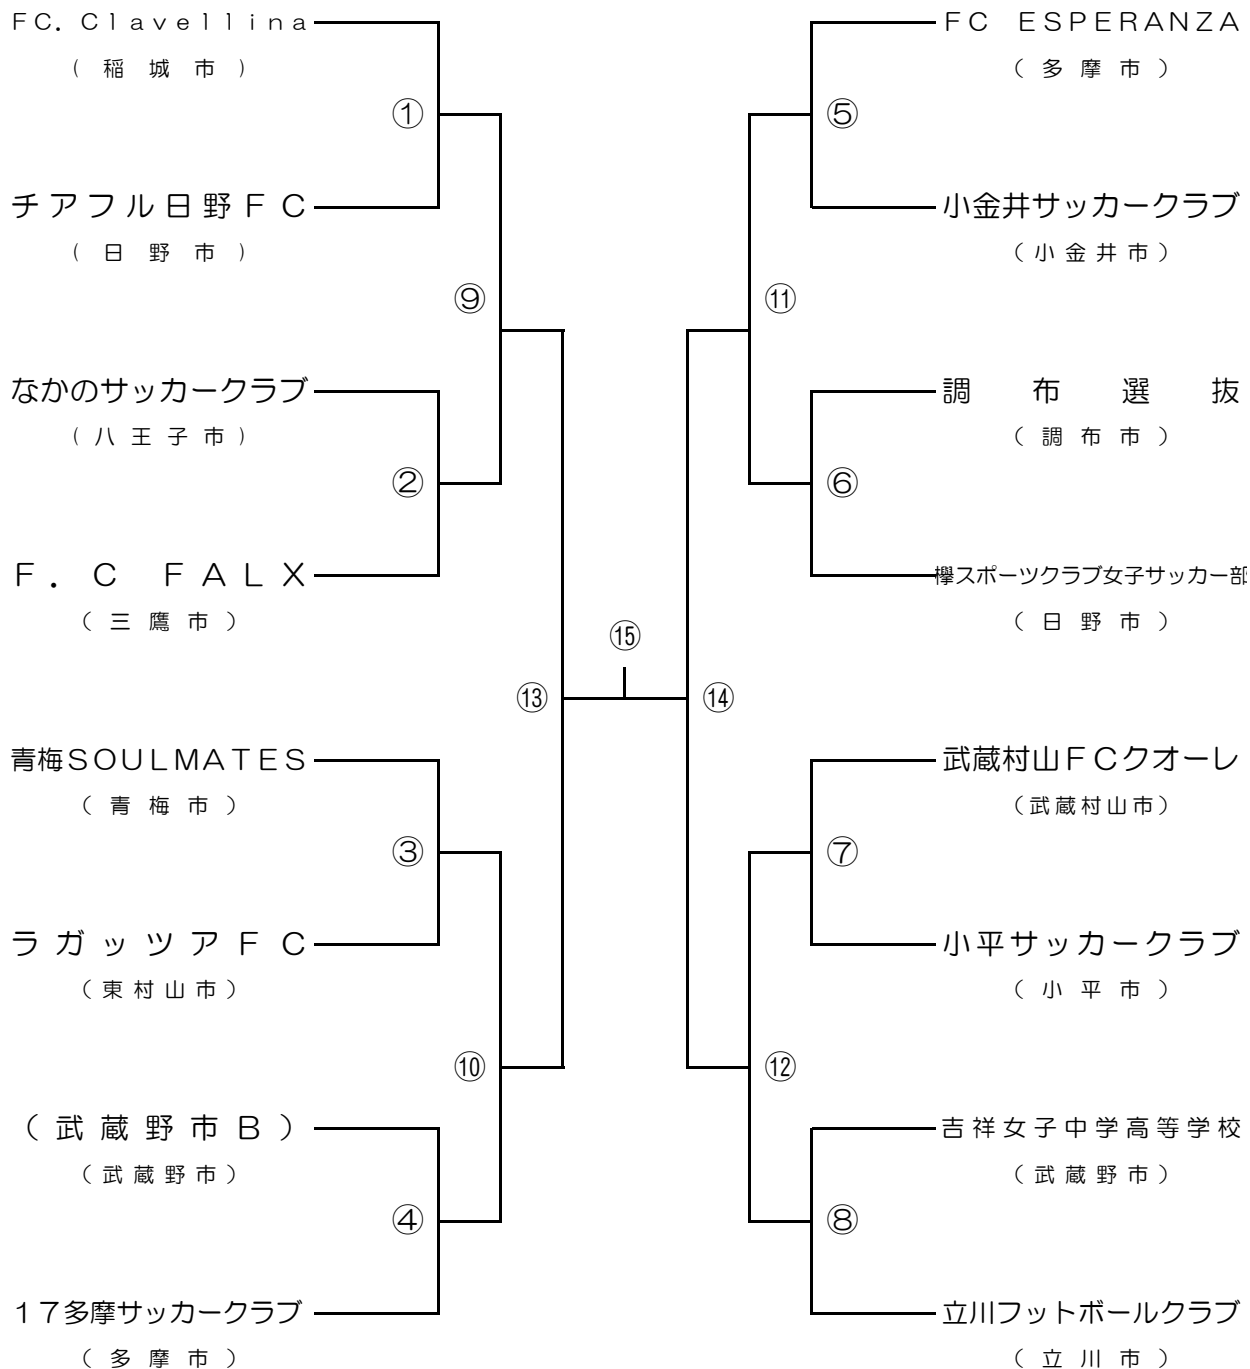 FC. Clavellina
(稲城市)
①
チアフル日野FC
(日野市)
⑨
なかのサッカークラブ
(八王子市)
②
F.C FALX
(三鷹市)
⑬
青梅SOULMATES
(青梅市)
③
ラガッツアFC
(東村山市)
⑩
(武蔵野市B)
(武蔵野市)
④
17多摩サッカークラブ
(多摩市)
⑮
FC ESPERANZA
(多摩市)
⑤
小金井サッカークラブ
(小金井市)
⑪
調布選抜
(調布市)
⑥
欅スポーツクラブ女子サッカー部
(日野市)
⑭
武蔵村山FCクオーレ
(武蔵村山市)
⑦
小平サッカークラブ
(小平市)
⑫
吉祥女子中学高等学校
(武蔵野市)
⑧
立川フットボールクラブ
(立川市)